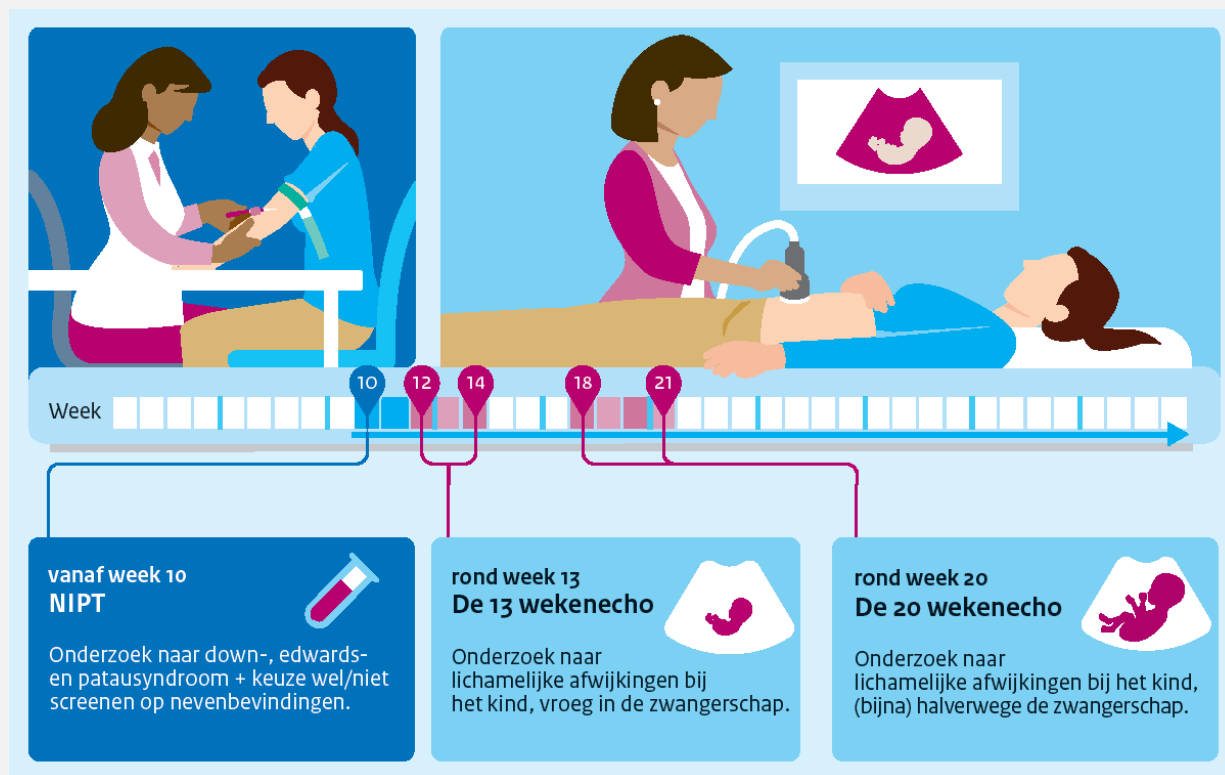 10
12
14
18
21
Week
vanaf week 10
NIPT
Onderzoek naar down-, edwards-
en patausyndroom + keuze wel/niet
screenen op nevenbevindingen.
rond week 13
De 13 wekenecho
Onderzoek naar
lichamelijke afwijkingen bij
het kind, vroeg in de zwangerschap.
rond week 20
De 20 wekenecho
Onderzoek naar
lichamelijke afwijkingen bij het kind,
(bijna) halverwege de zwangerschap.